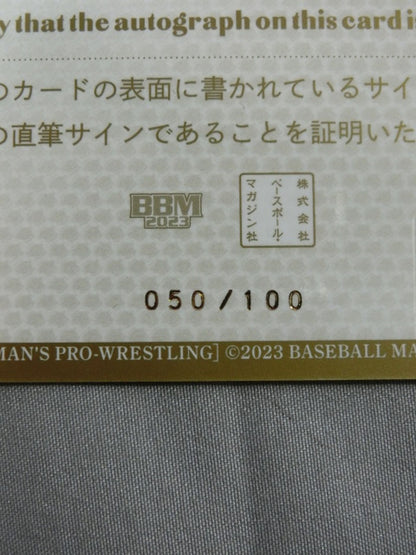 y that the autograph on this card i
のカードの表面に書かれているサイ
の直筆サインであることを証明いた
BBM
2023
株式会社
ベースボール・
マガジン社
050/100
MAN'S PRO-WRESTLING] ©2023 BASEBALL MA